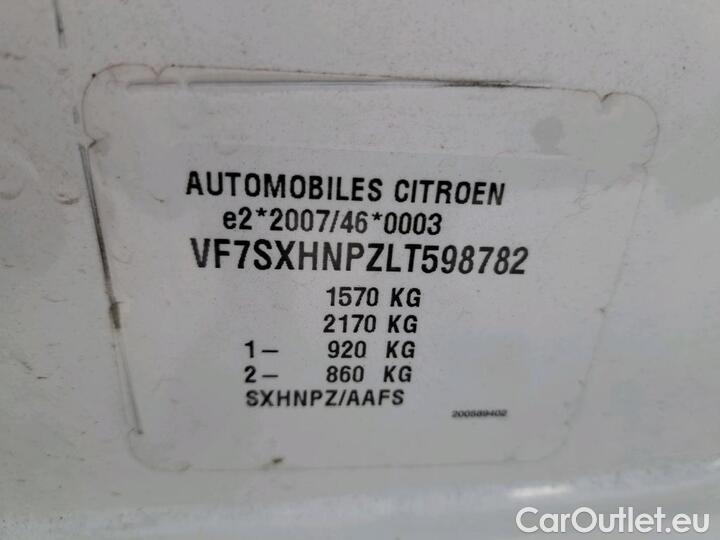 AUTOMOBILES CITROEN
e2*2007/46*0003
VF7SXHNPZLT598782
1570 KG
2170 KG
1– 920 KG
2– 860 KG
SXHNPZ/AAFS
200589402
CarOutlet.eu